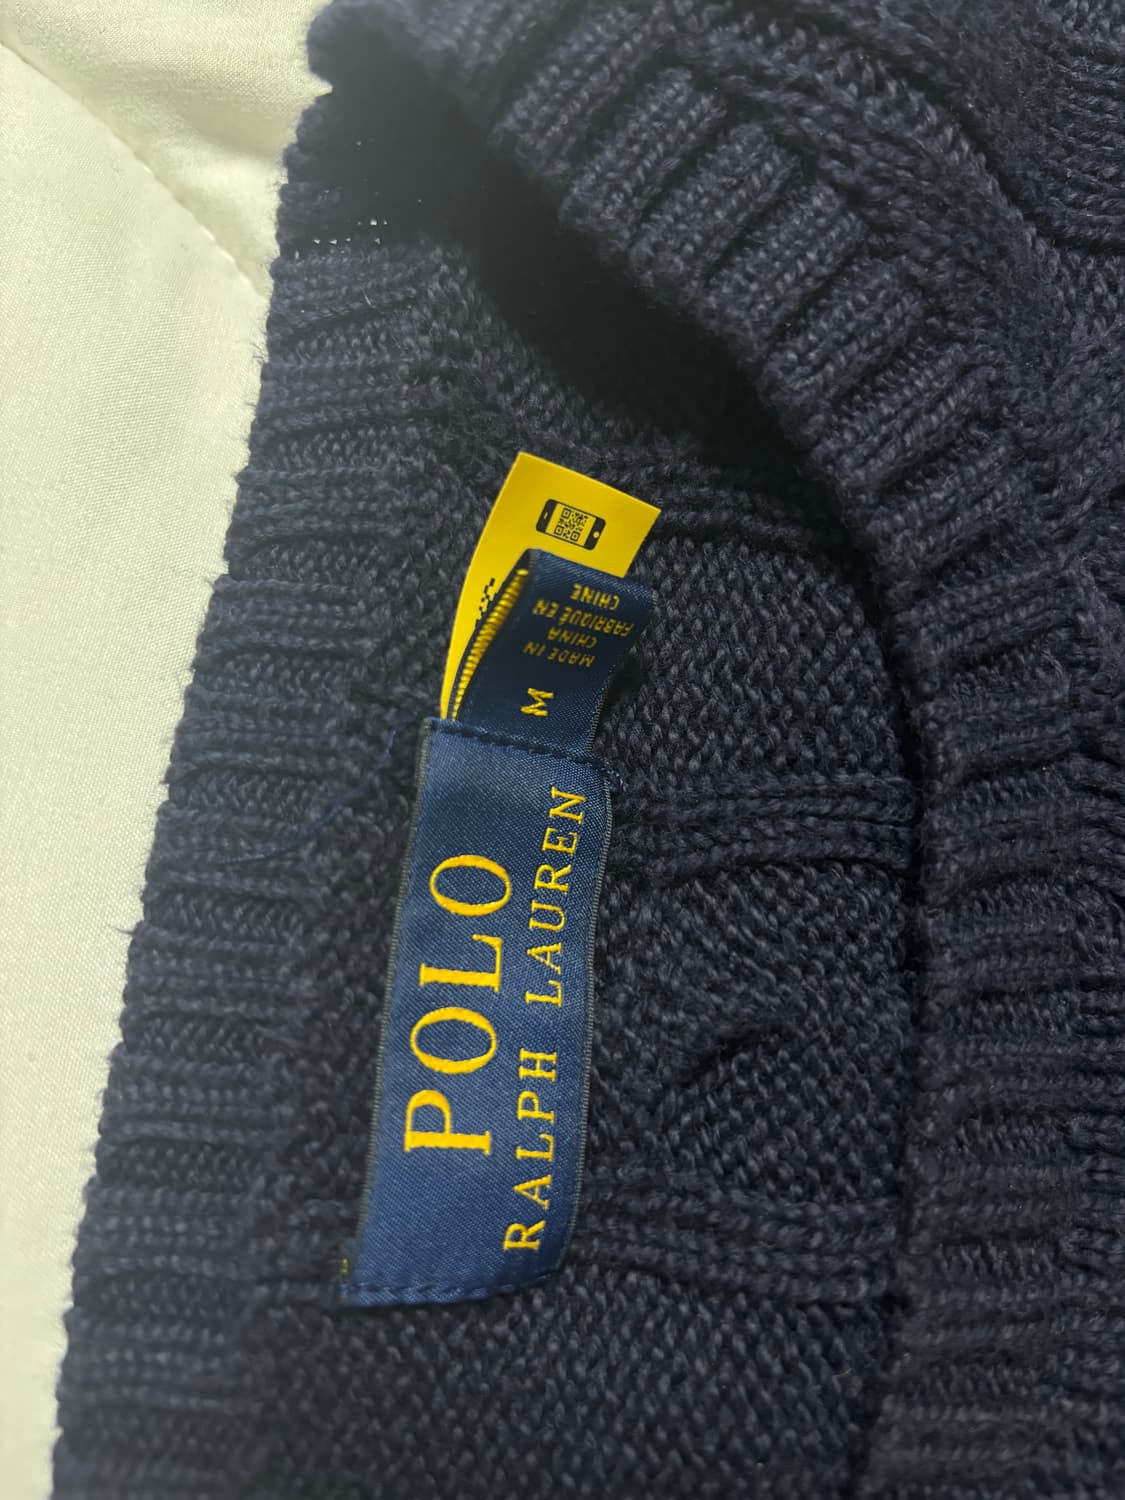 POLO
RALPH LAUREN
M
MADE IN
CHINA
FABRIQUÉ EN
CHINE